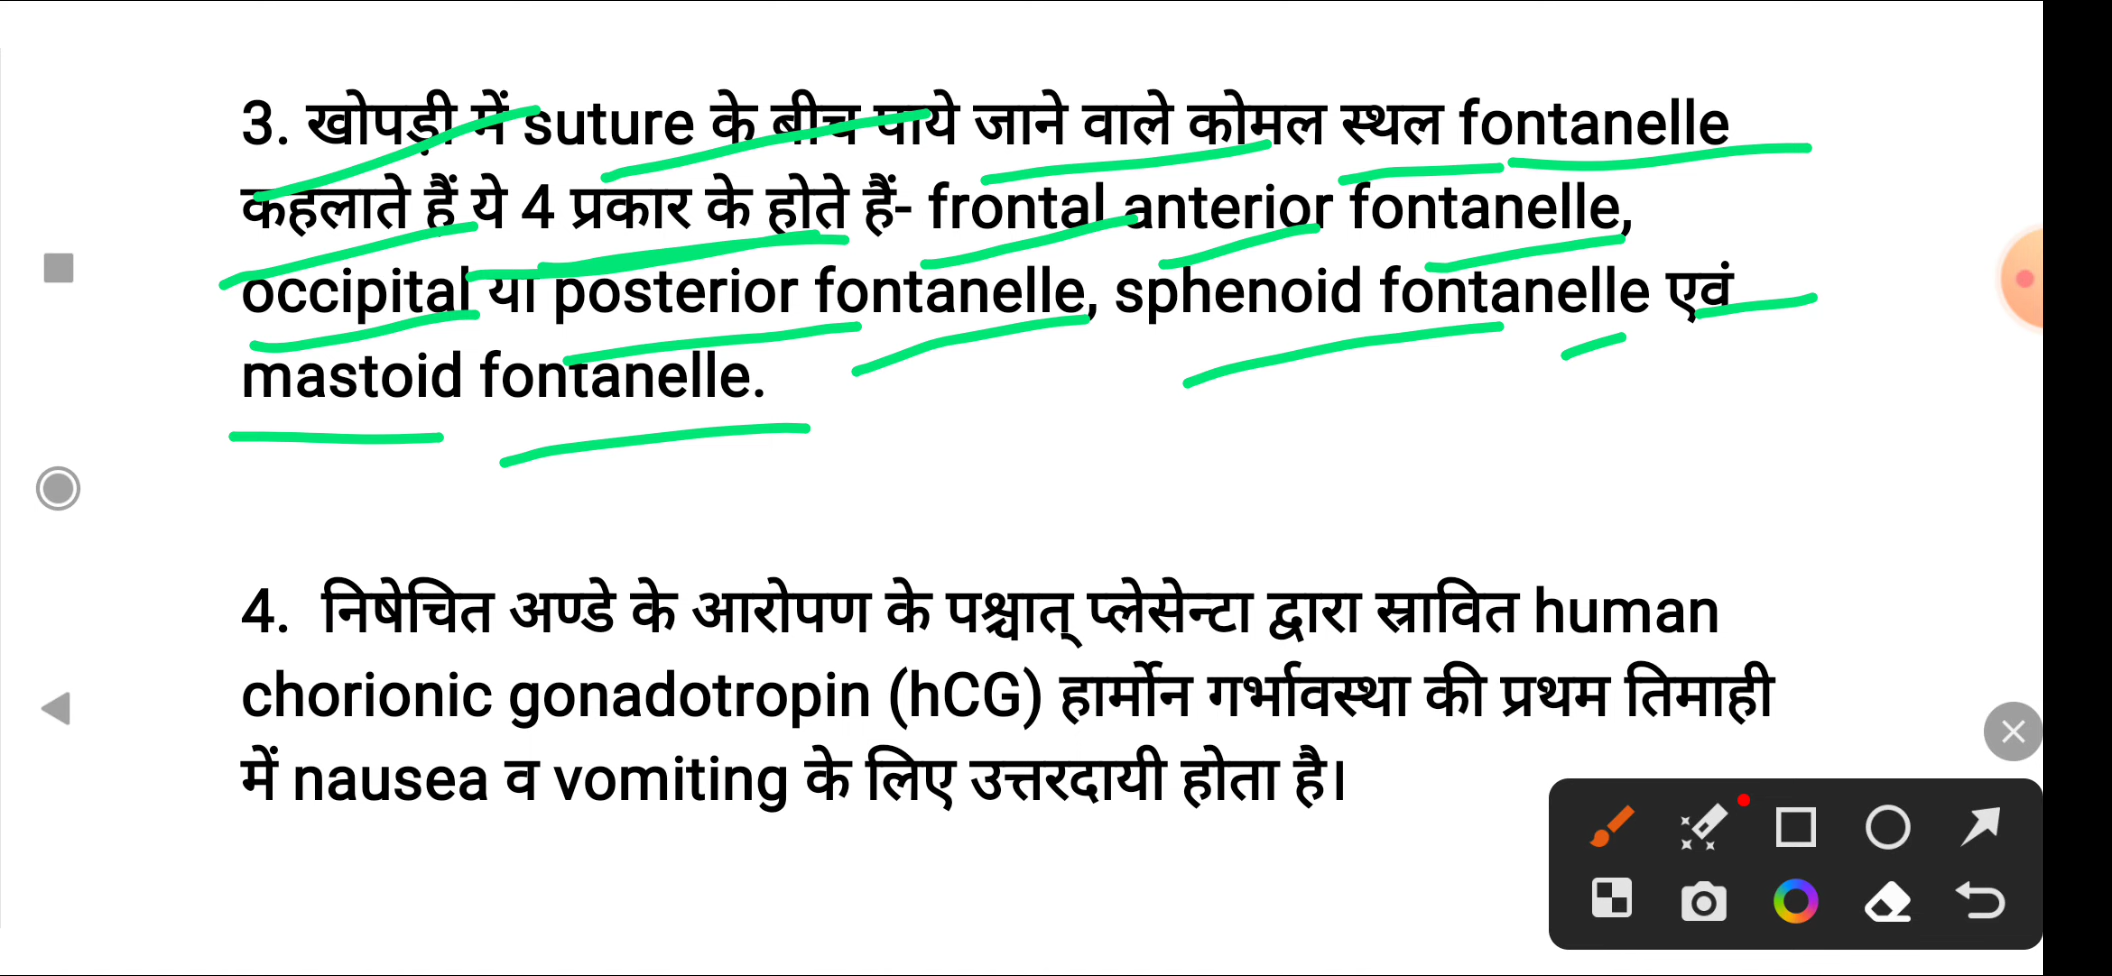 3. खोपड़ी में suture के बीच पाये जाने वाले कोमल स्थल fontanelle
कहलाते हैं ये 4 प्रकार के होते हैं- frontal anterior fontanelle,
occipital या posterior fontanelle, sphenoid fontanelle एवं
mastoid fontanelle.
4. निषेचित अण्डे के आरोपण के पश्चात् प्लेसेन्टा द्वारा स्रावित human
chorionic gonadotropin (hCG) हार्मोन गर्भावस्था की प्रथम तिमाही
में nausea व vomiting के लिए उत्तरदायी होता है।